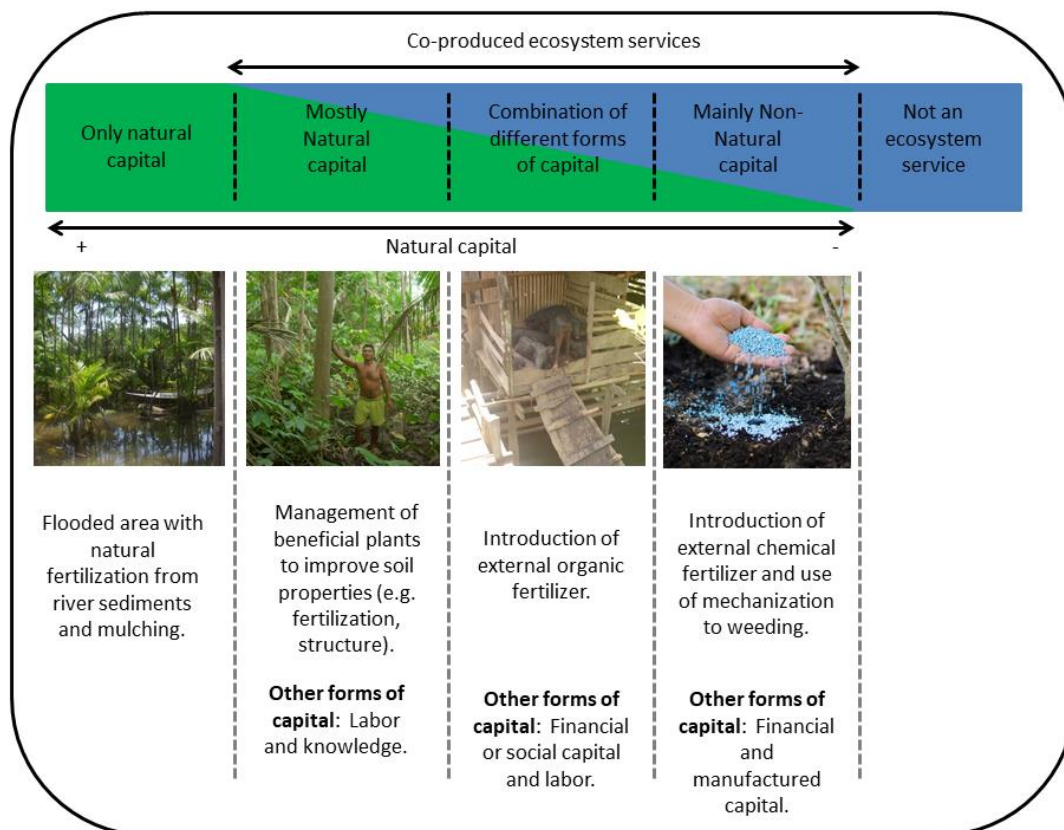 Co-produced ecosystem services
Only natural
capital
Mostly
Natural
capital
Combination of
different forms
of capital
Mainly Non-
Natural
capital
Not an
ecosystem
service
+
Natural capital
-
Flooded area with
natural
fertilization from
river sediments
and mulching.
Management of
beneficial plants
to improve soil
properties (e.g.
fertilization,
structure).
Other forms of
capital: Labor
and knowledge.
Introduction of
external organic
fertilizer.
Other forms of
capital: Financial
or social capital
and labor.
Introduction of
external chemical
fertilizer and use
of mechanization
to weeding.
Other forms of
capital: Financial
and
manufactured
capital.